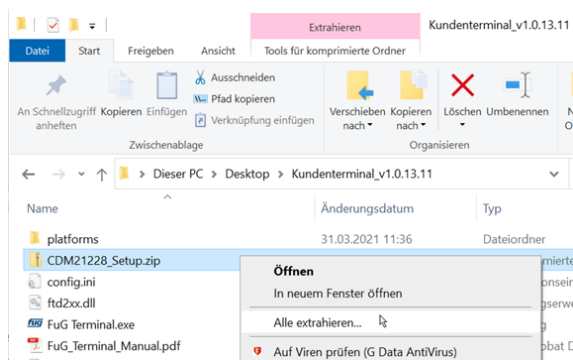 Extrahieren
Kundenterminal_v1.0.13.11
Datei
Start
Freigeben
Ansicht
Tools für komprimierte Ordner
An Schnellzugriff anheften
Kopieren
Einfügen
Ausschneiden
Pfad kopieren
Verknüpfung einfügen
Verschieben nach
Kopieren nach
Löschen
Umbenennen
Zwischenablage
Organisieren
Dieser PC > Desktop > Kundenterminal_v1.0.13.11
Name
Änderungsdatum
Typ
platforms
31.03.2021 11:36
Dateiordner
CDM21228_Setup.zip
config.ini
ftd2xx.dll
FuG Terminal.exe
FuG_Terminal_Manual.pdf
Öffnen
In neuem Fenster öffnen
Alle extrahieren...
Auf Viren prüfen (G Data AntiVirus)